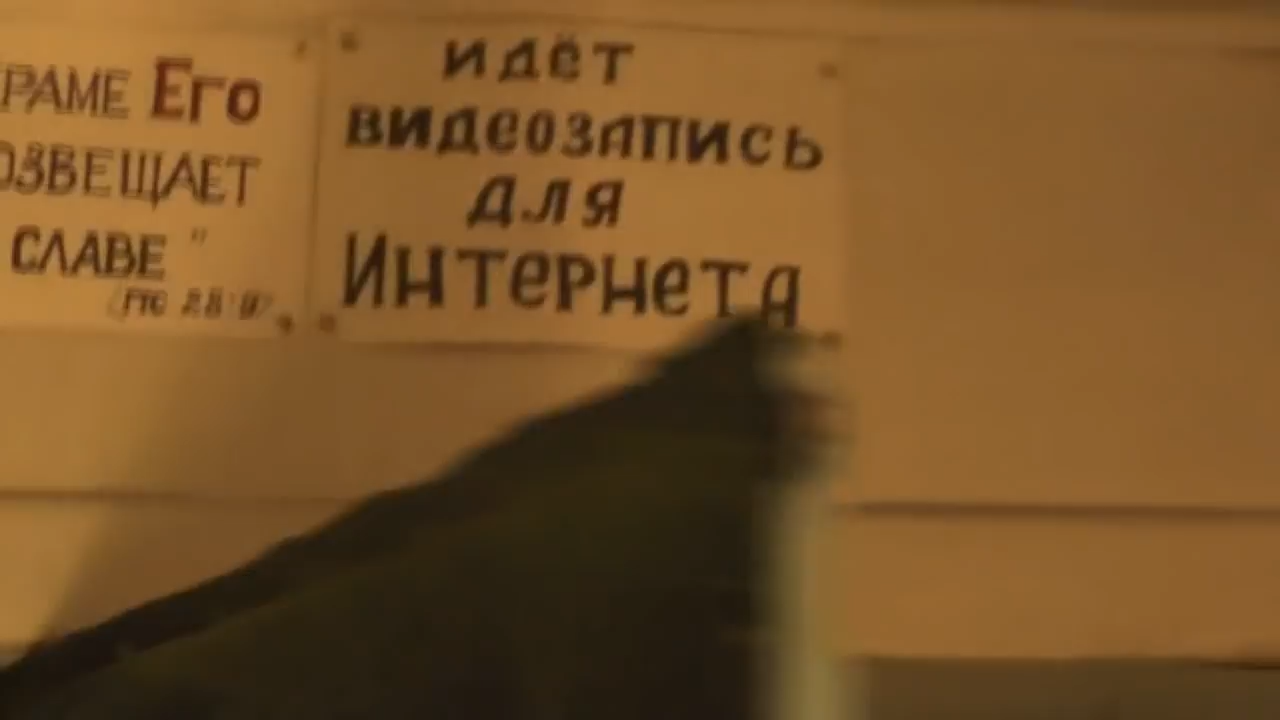 РАМЕ Его
ОЗВЕЩАЕТ
СЛАВЕ"
идёт
видеозапись
для
Интернета